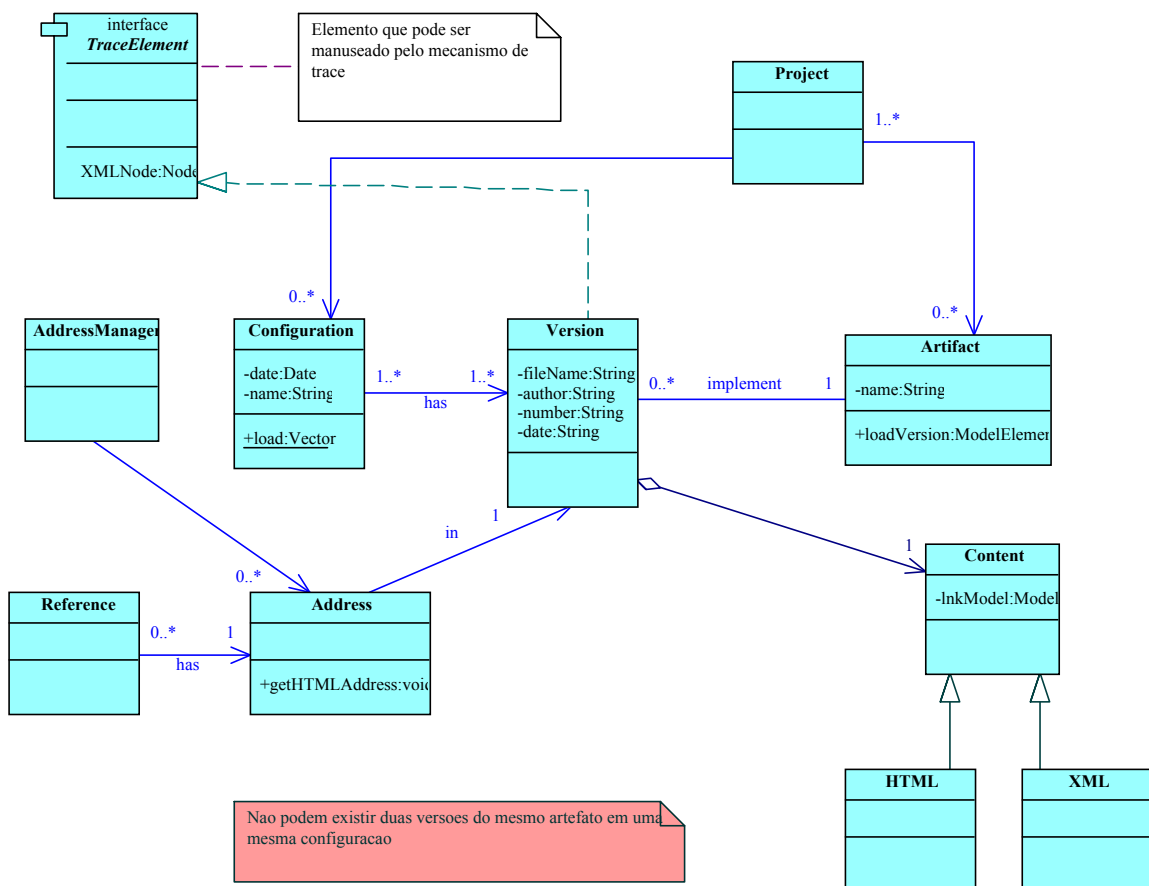 interface
TraceElement
XMLNode:Node
Elemento que pode ser
manuseado pelo mecanismo de
trace
Project
1..*
0..*
0..*
AddressManager
Configuration
-date:Date
-name:String
+load:Vector
1..*
1..*
has
Version
-fileName:String
-author:String
-number:String
-date:String
0..*
implement
1
Artifact
-name:String
+loadVersion:ModelElemer
in
1
0..*
1
Content
-lnkModel:Model
Reference
0..*
1
has
Address
+getHTMLAddress:void
HTML
XML
Nao podem existir duas versoes do mesmo artefato em uma
mesma configuracao